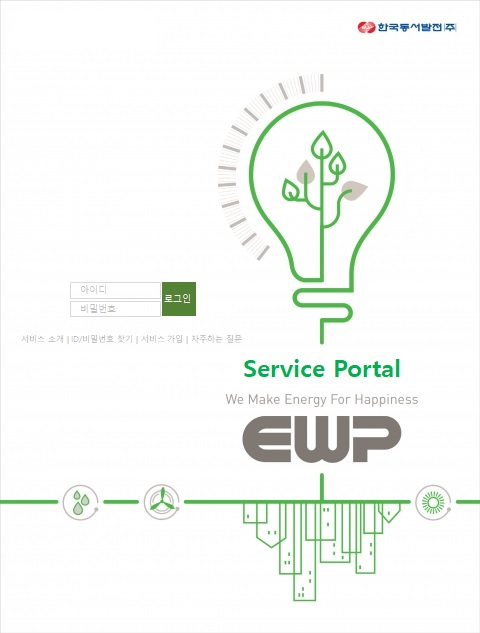 한국동서발전(주)
아이디
비밀번호
로그인
서비스 소개 | ID/비밀번호 찾기 | 서비스 가입 | 자주하는 질문
Service Portal
We Make Energy For Happiness
EWP